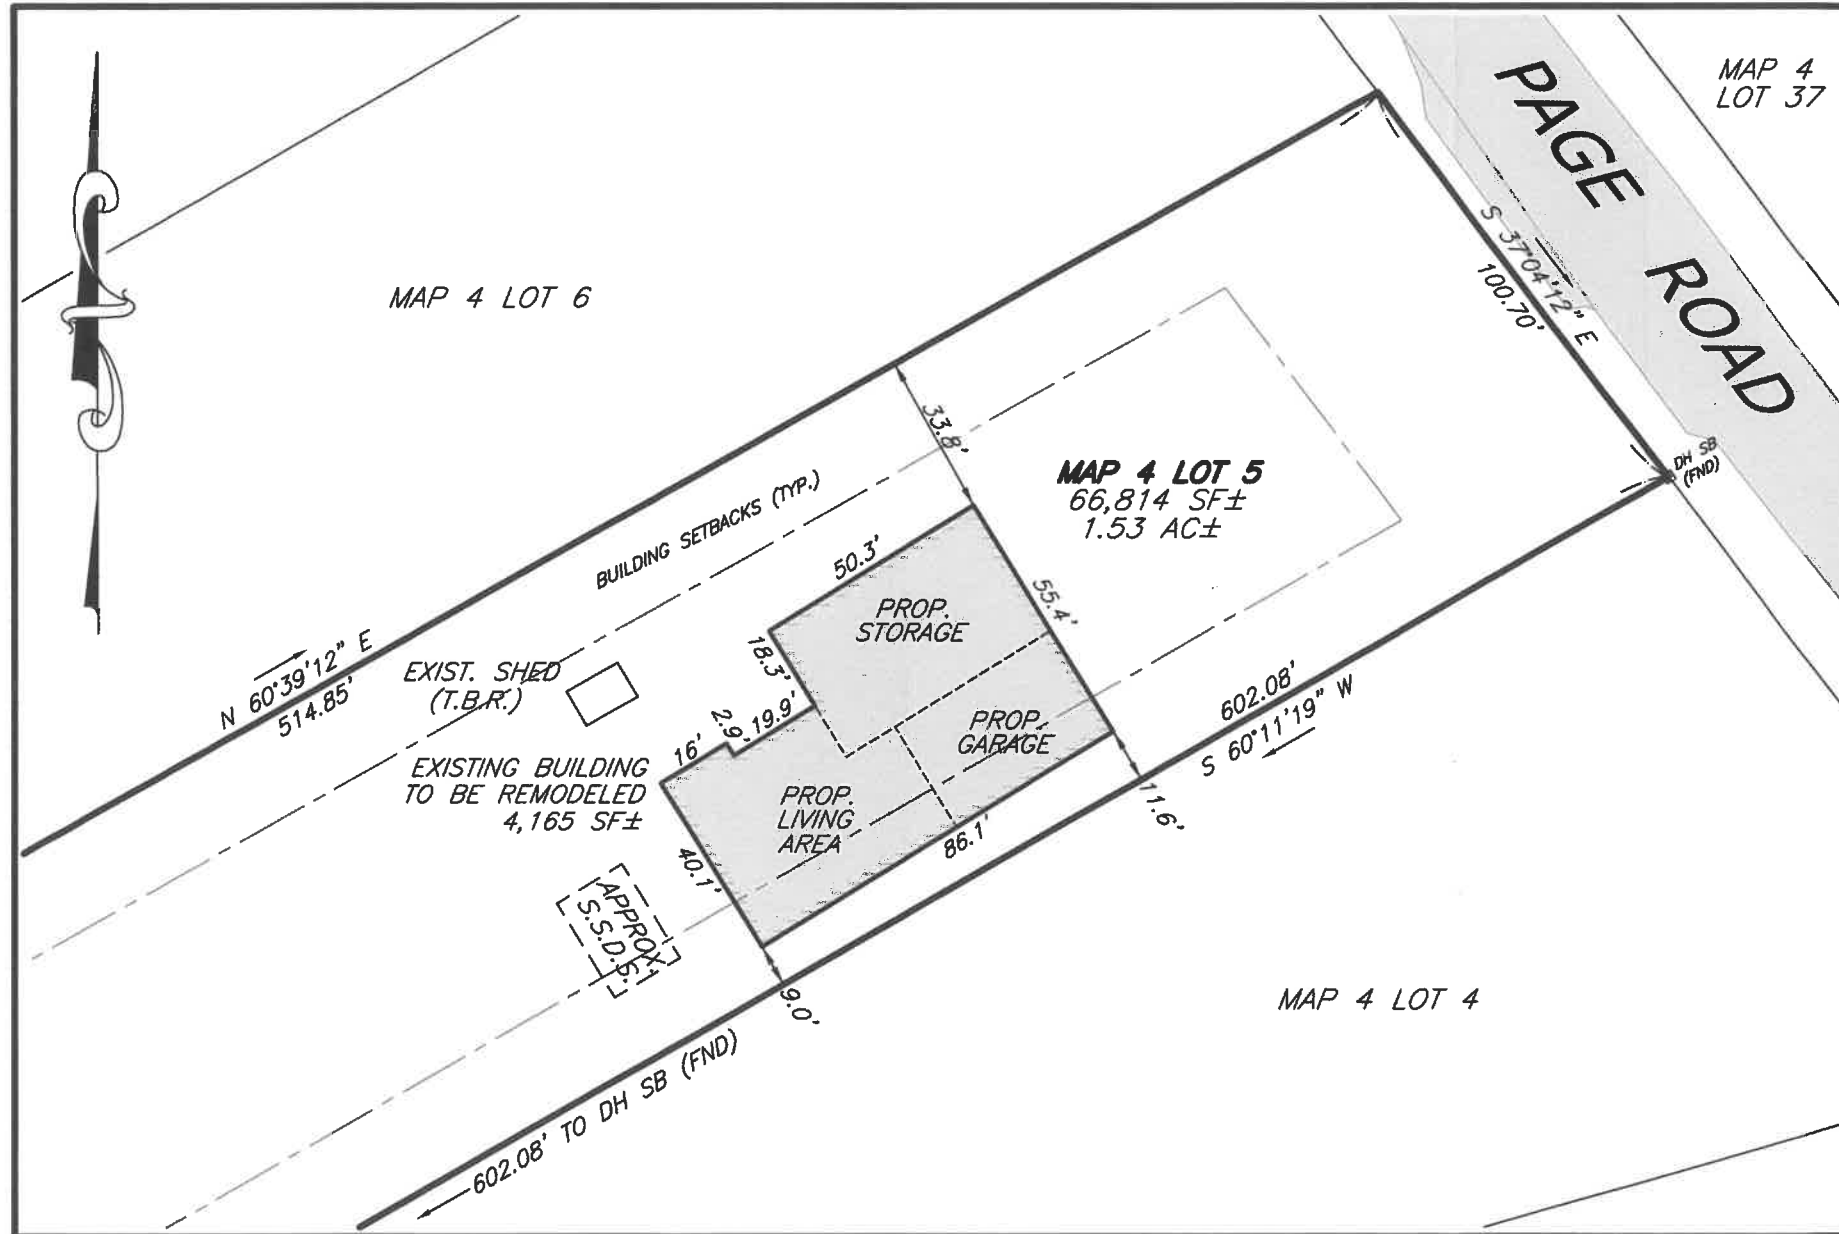 MAP 4
LOT 37
PAGE ROAD
MAP 4 LOT 6
S 37°04'12" E
100.70'
DH SB
(FND)
33.8'
MAP 4 LOT 5
66,814 SF±
1.53 AC±
BUILDING SETBACKS (TYP.)
50.3'
55.4'
PROP.
STORAGE
18.3'
N 60°39'12" E
514.85'
EXIST. SHED
(T.B.R.)
2.9'
19.9'
16'
PROP.
GARAGE
602.08'
S 60°11'19" W
EXISTING BUILDING
TO BE REMODELED
4,165 SF±
PROP.
LIVING
AREA
11.6'
86.1'
40.1'
APPROX.
S.S.D.S.
9.0'
MAP 4 LOT 4
602.08' TO DH SB (FND)